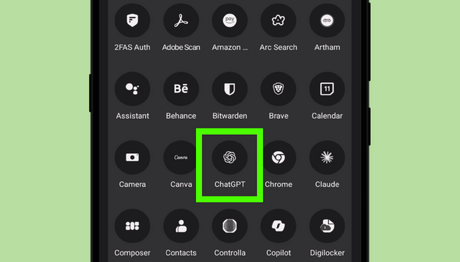 2FAS Auth Adobe Scan Amazon ... Arc Search Artham
Assistant Behance Bitwarden Brave Calendar
Bē
11
Camera Canva ChatGPT Chrome Claude
Canva
Composer Contacts Controlla Copilot Digilocker